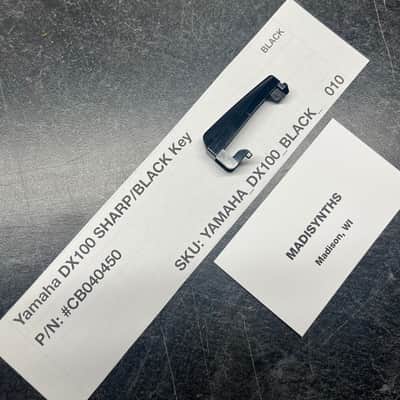 BLACK
Yamaha DX100 SHARP/BLACK Key
P/N: #CB040450
SKU: YAMAHA_DX100_BLACK_ 010
MADISYNTHS
Madison, WI